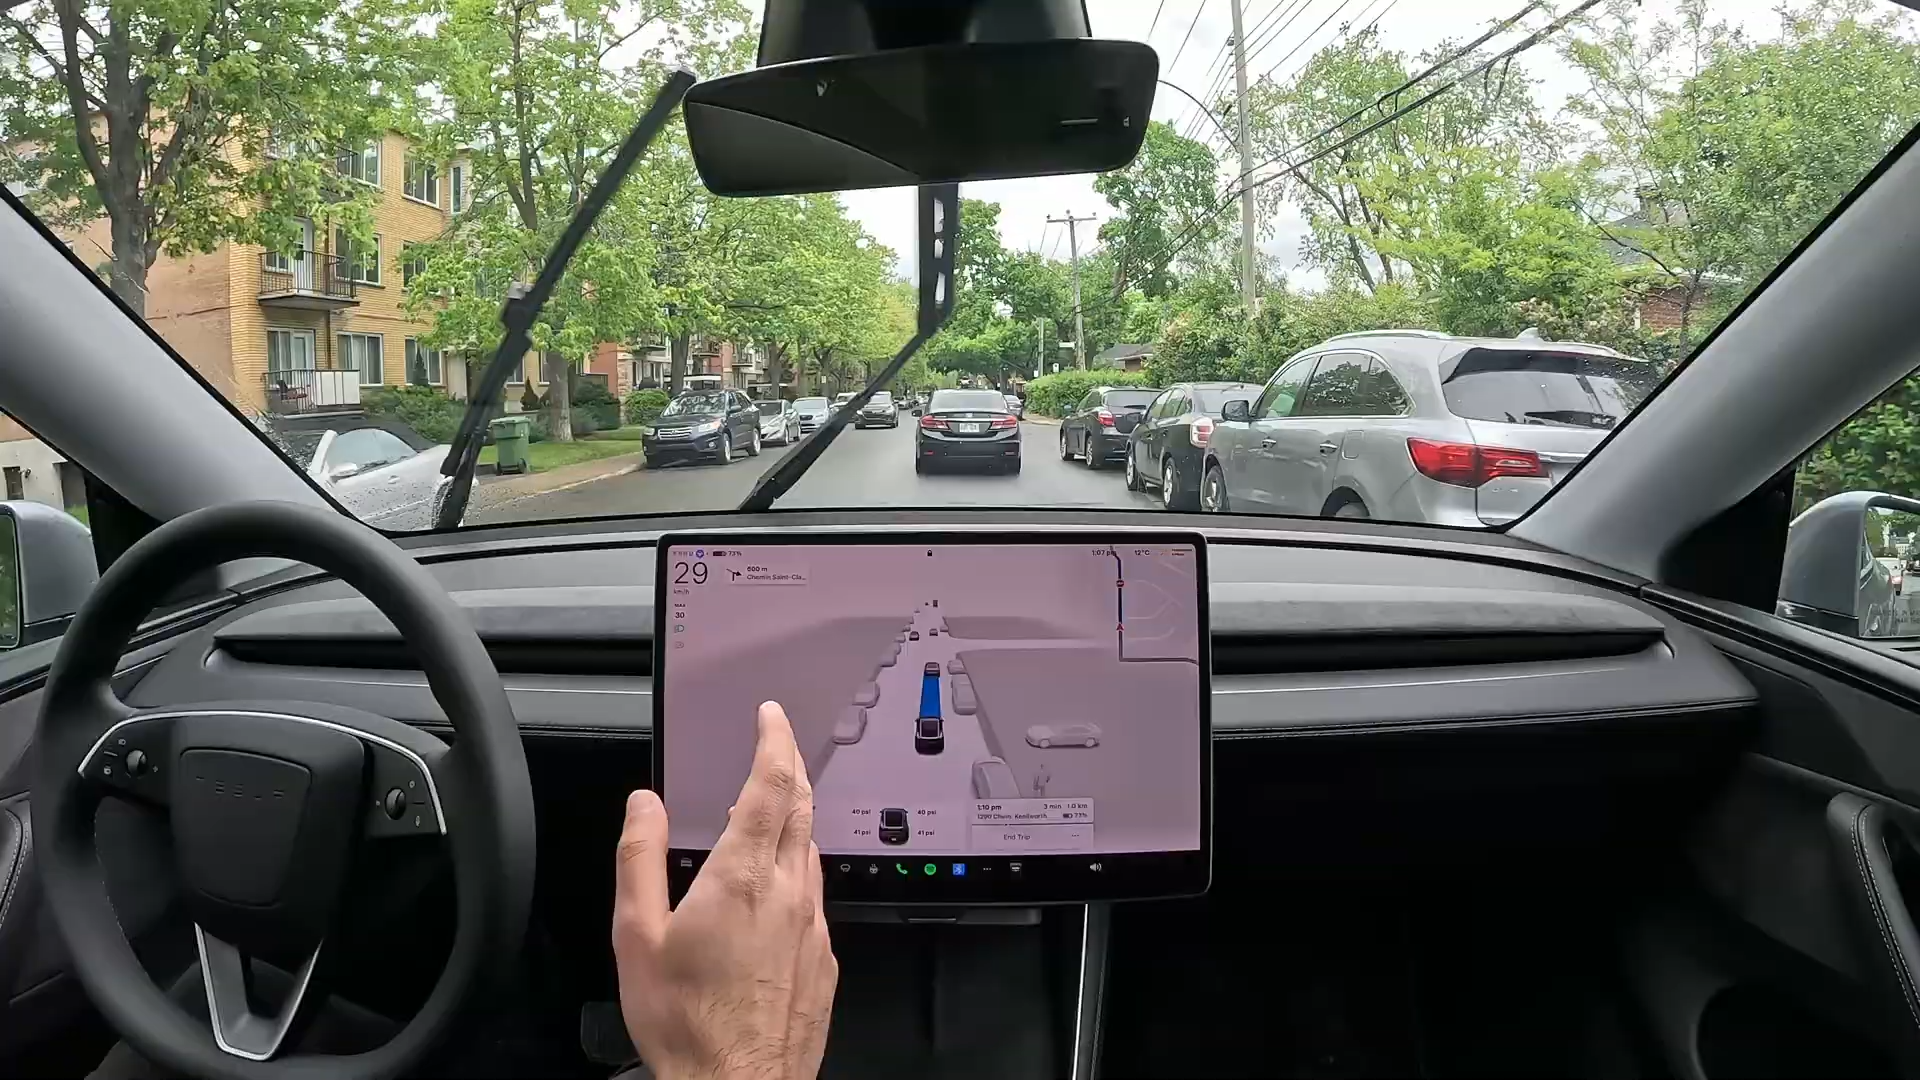 73%
1:07 pm
12°C
29
km/h
600 m
Chemin Saint-Cla...
MAX
30
TESLA
40 psi
40 psi
41 psi
41 psi
1:10 pm
3 min
1.0 km
1290 Chem. Kenilworth
73%
End Trip